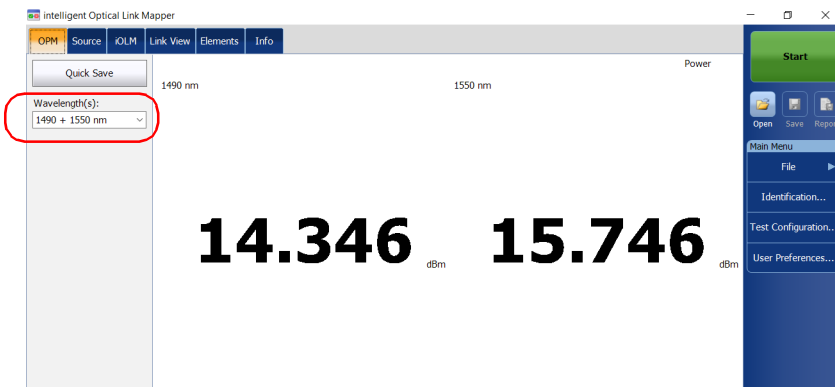 intelligent Optical Link Mapper
OPM Source iOLM Link View Elements Info
Quick Save
Wavelength(s):
1490 + 1550 nm
Power
1490 nm
1550 nm
14.346 dBm
15.746 dBm
Start
Open Save Repor
Main Menu
File
Identification...
Test Configuration..
User Preferences...